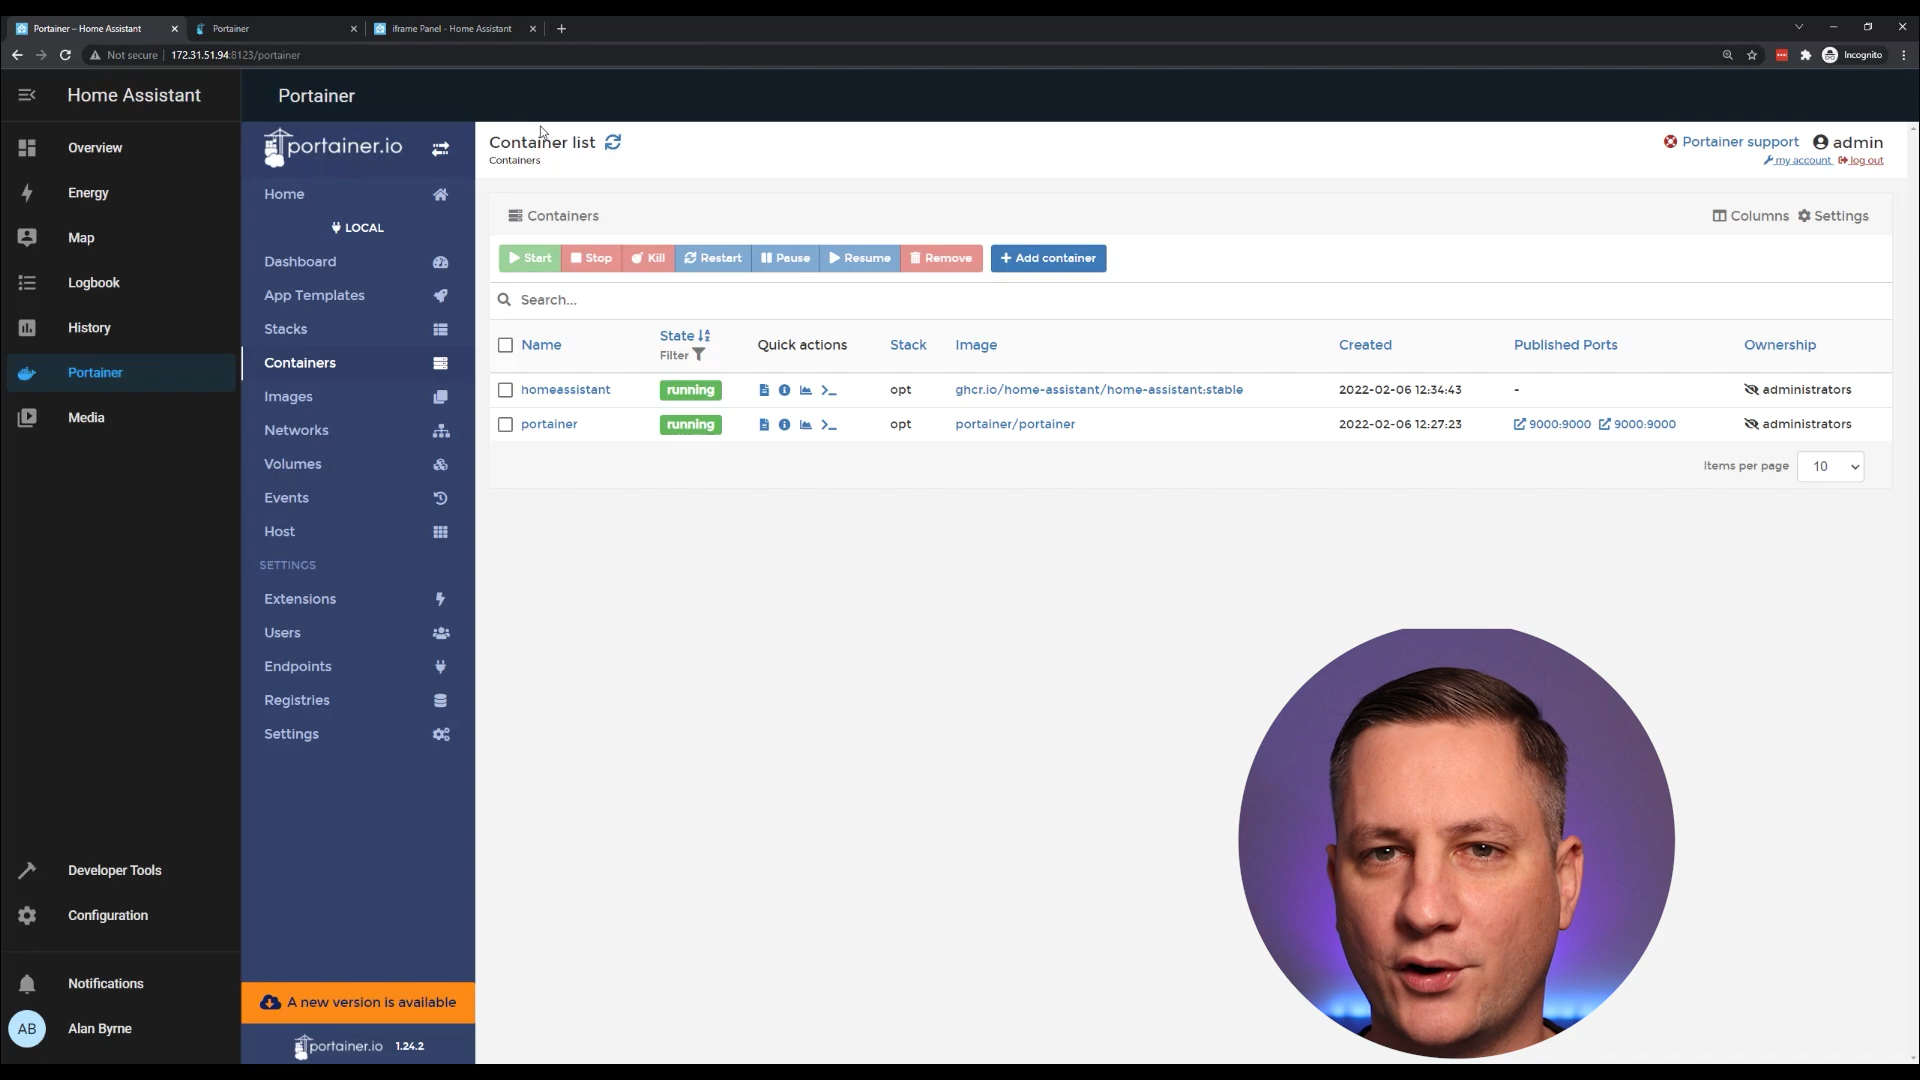 Portainer – Home Assistant
Portainer
iframe Panel - Home Assistant
Not secure
172.31.51.94:8123/portainer
Incognito
Home Assistant
Overview
Energy
Map
Logbook
History
Portainer
Media
Developer Tools
Configuration
Notifications
AB
Alan Byrne
Portainer
portainer.io
Home
LOCAL
Dashboard
App Templates
Stacks
Containers
Images
Networks
Volumes
Events
Host
SETTINGS
Extensions
Users
Endpoints
Registries
Settings
A new version is available
portainer.io 1.24.2
Container list
Containers
Portainer support
admin
my account log out
Containers
Columns Settings
Start Stop Kill Restart Pause Resume Remove + Add container
Search...
Name State Filter Quick actions Stack Image Created Published Ports Ownership
homeassistant running opt ghcr.io/home-assistant/home-assistant:stable 2022-02-06 12:34:43 - administrators
portainer running opt portainer/portainer 2022-02-06 12:27:23 9000:9000 9000:9000 administrators
Items per page 10